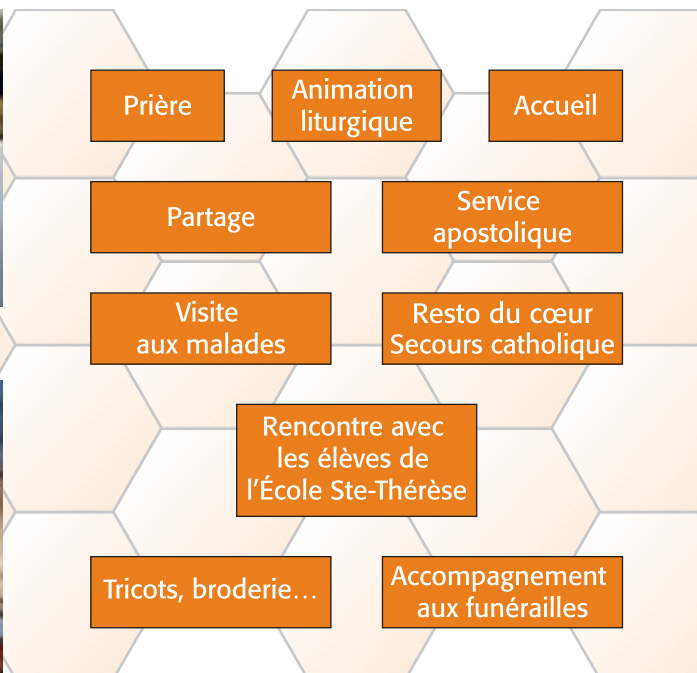 Prière
Animation
liturgique
Accueil
Partage
Service
apostolique
Visite
aux malades
Resto du cœur
Secours catholique
Rencontre avec
les élèves de
l'École Ste-Thérèse
Tricots, broderie…
Accompagnement
aux funérailles